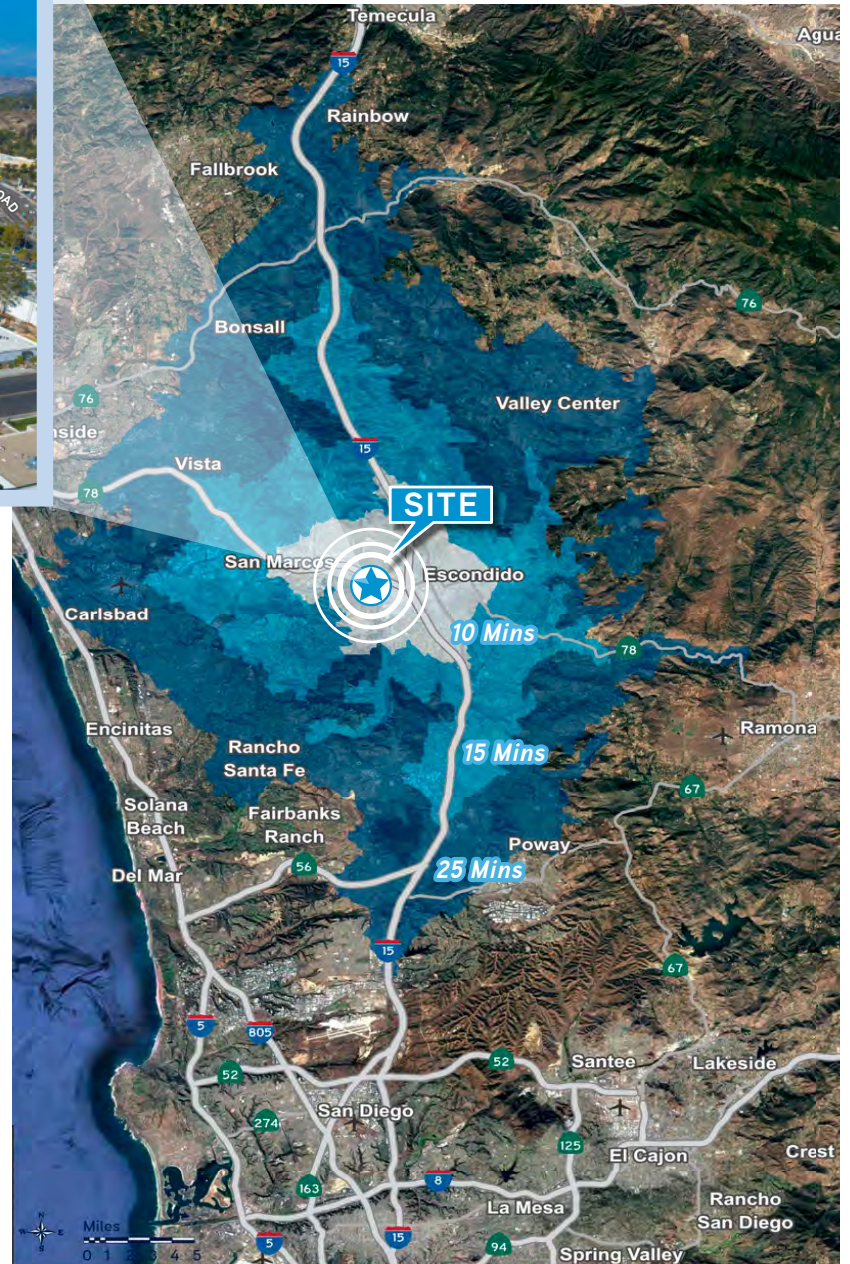 Temecula
Agua
15
Rainbow
Fallbrook
OAD
76
Bonsall
76
Valley Center
nside
15
Vista
78
SITE
San Marcos
Escondido
Carlsbad
10 Mins
78
Encinitas
Ramona
Rancho
Santa Fe
15 Mins
67
Solana
Beach
Fairbanks
Ranch
Poway
56
25 Mins
Del Mar
15
67
5
805
52
52
Santee
Lakeside
274
San Diego
125
El Cajon
Crest
163
8
La Mesa
Rancho
San Diego
N
W
E
S
Miles
0 1 2 3 4 5
5
15
94
Spring Valley